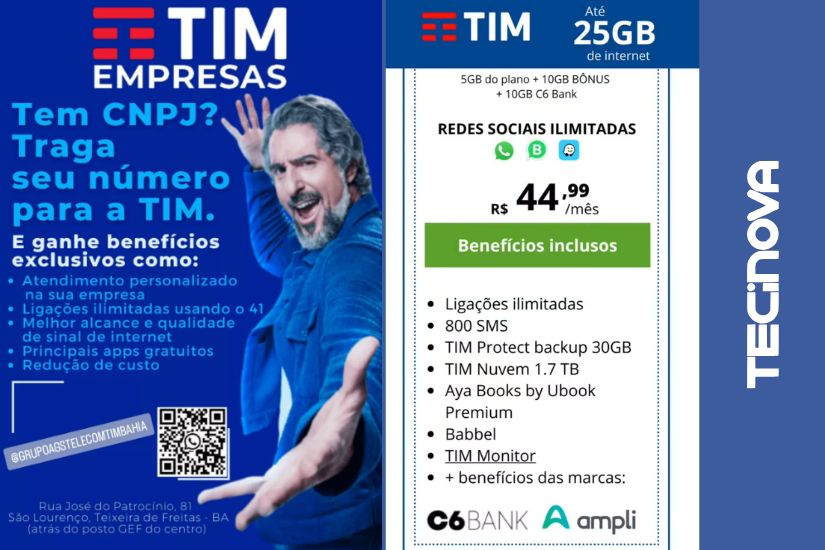 TIM
EMPRESAS
Tem CNPJ?
Traga
seu número
para a TIM.
E ganhe benefícios
exclusivos como:
• Atendimento personalizado
na sua empresa
• Ligações ilimitadas usando o 41
• Melhor alcance e qualidade
de sinal de internet
• Principais apps gratuitos
• Redução de custo
@GRUPOAGSTELECOMTIMBAHIA
Rua José do Patrocínio, 81
São Lourenço, Teixeira de Freitas - BA
(atrás do posto GEF do centro)
TIM
Até
25GB
de internet
5GB do plano + 10GB BÔNUS
+ 10GB C6 Bank
REDES SOCIAIS ILIMITADAS
B
R$ 44,99
/mês
Benefícios inclusos
• Ligações ilimitadas
• 800 SMS
• TIM Protect backup 30GB
• TIM Nuvem 1.7 TB
• Aya Books by Ubook
Premium
• Babbel
• TIM Monitor
• + benefícios das marcas:
C6BANK ampli
TECINOVA